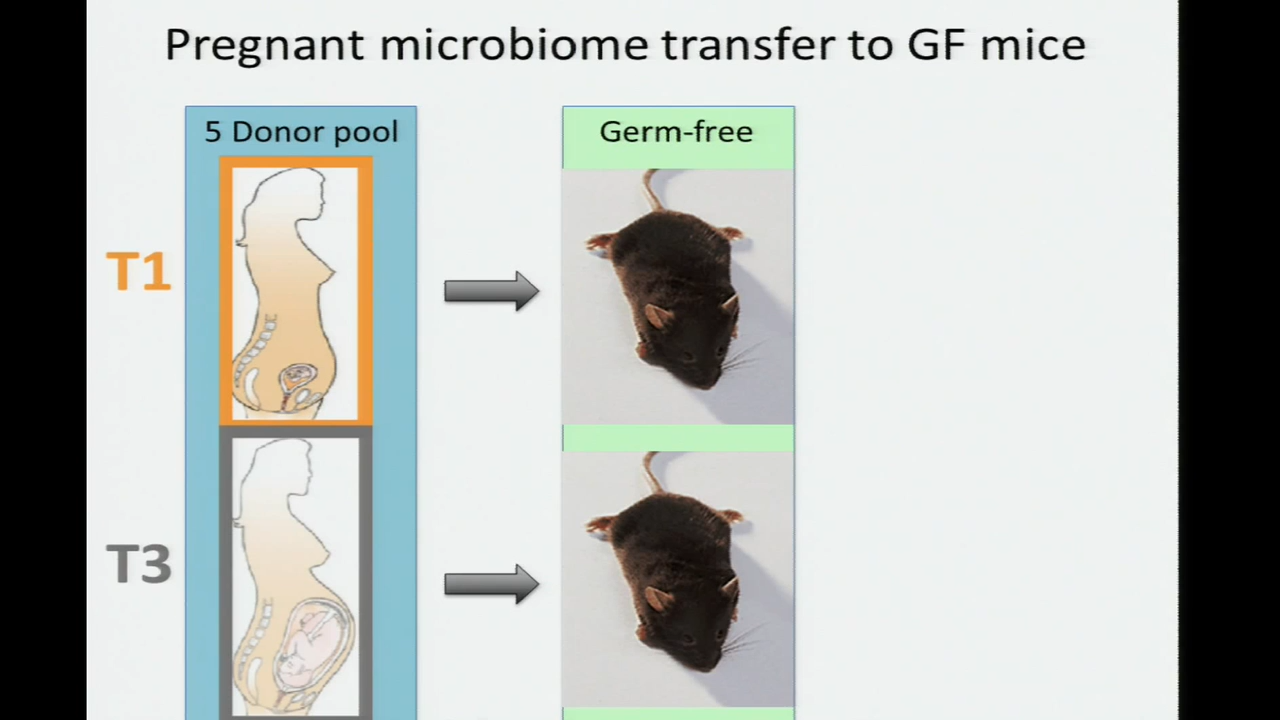 Pregnant microbiome transfer to GF mice
5 Donor pool
Germ-free
T1
T3